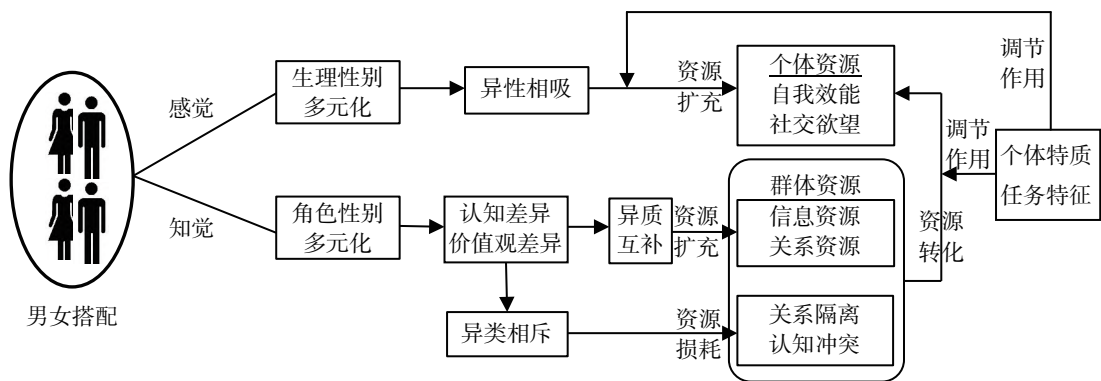 男女搭配
感觉
知觉
生理性别
多元化
异性相吸
资源
扩充
个体资源
自我效能
社交欲望
调节
作用
角色性别
多元化
认知差异
价值观差异
异质
互补
资源
扩充
群体资源
信息资源
关系资源
异类相斥
资源
损耗
关系隔离
认知冲突
资源
转化
调节
作用
个体特质
任务特征